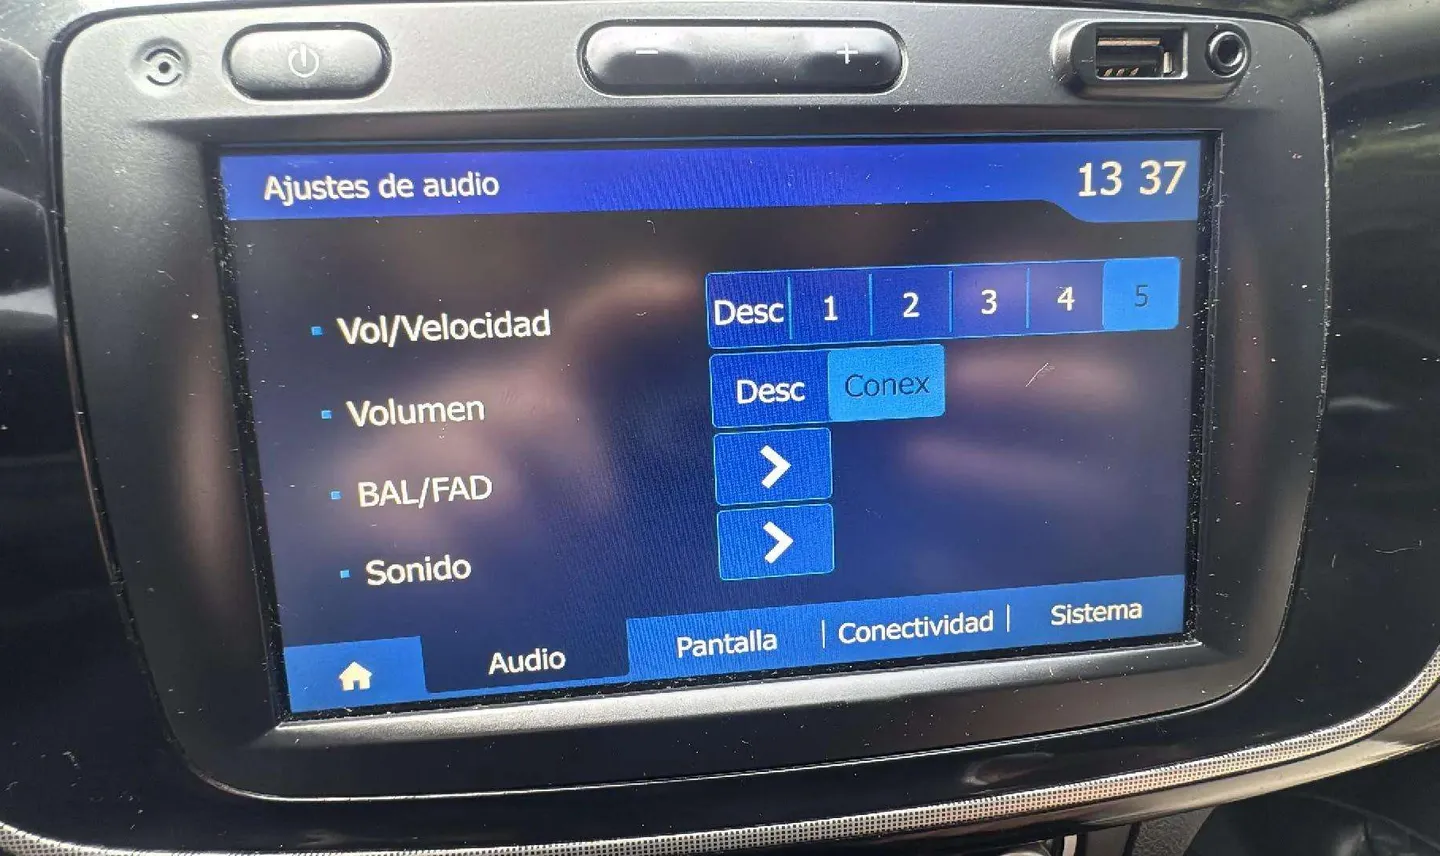 - +
Ajustes de audio 13 37
Vol/Velocidad Desc 1 2 3 4 5
Volumen Desc Conex
BAL/FAD
Sonido
Audio Pantalla | Conectividad | Sistema